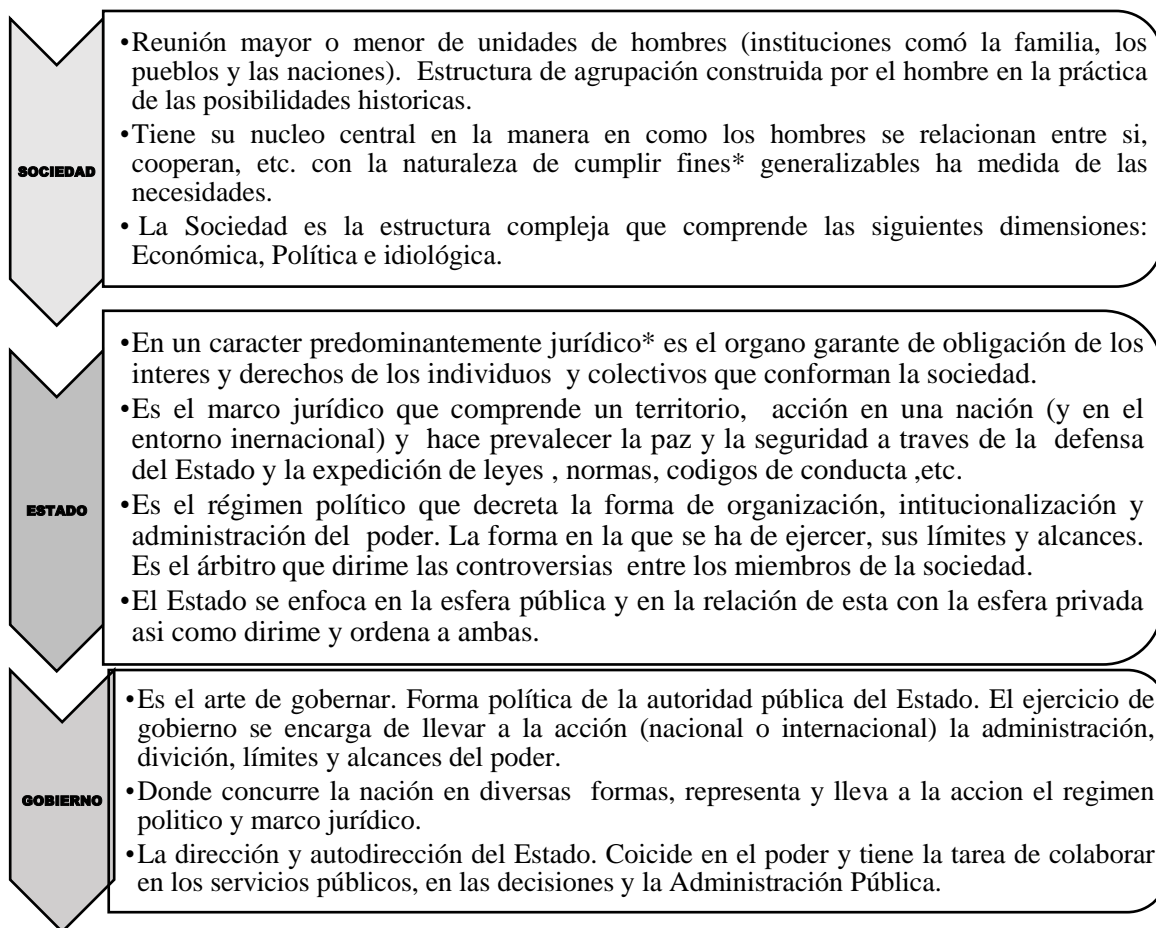 SOCIEDAD
•Reunión mayor o menor de unidades de hombres (instituciones comó la familia, los
pueblos y las naciones). Estructura de agrupación construida por el hombre en la práctica
de las posibilidades historicas.
•Tiene su nucleo central en la manera en como los hombres se relacionan entre si,
cooperan, etc. con la naturaleza de cumplir fines* generalizables ha medida de las
necesidades.
• La Sociedad es la estructura compleja que comprende las siguientes dimensiones:
Económica, Política e idiológica.
ESTADO
•En un caracter predominantemente jurídico* es el organo garante de obligación de los
interes y derechos de los individuos y colectivos que conforman la sociedad.
•Es el marco jurídico que comprende un territorio, acción en una nación (y en el
entorno inernacional) y hace prevalecer la paz y la seguridad a traves de la defensa
del Estado y la expedición de leyes , normas, codigos de conducta ,etc.
•Es el régimen político que decreta la forma de organización, intitucionalización y
administración del poder. La forma en la que se ha de ejercer, sus límites y alcances.
Es el árbitro que dirime las controversias entre los miembros de la sociedad.
•El Estado se enfoca en la esfera pública y en la relación de esta con la esfera privada
asi como dirime y ordena a ambas.
GOBIERNO
•Es el arte de gobernar. Forma política de la autoridad pública del Estado. El ejercicio de
gobierno se encarga de llevar a la acción (nacional o internacional) la administración,
divición, límites y alcances del poder.
•Donde concurre la nación en diversas formas, representa y lleva a la accion el regimen
politico y marco jurídico.
•La dirección y autodirección del Estado. Coicide en el poder y tiene la tarea de colaborar
en los servicios públicos, en las decisiones y la Administración Pública.